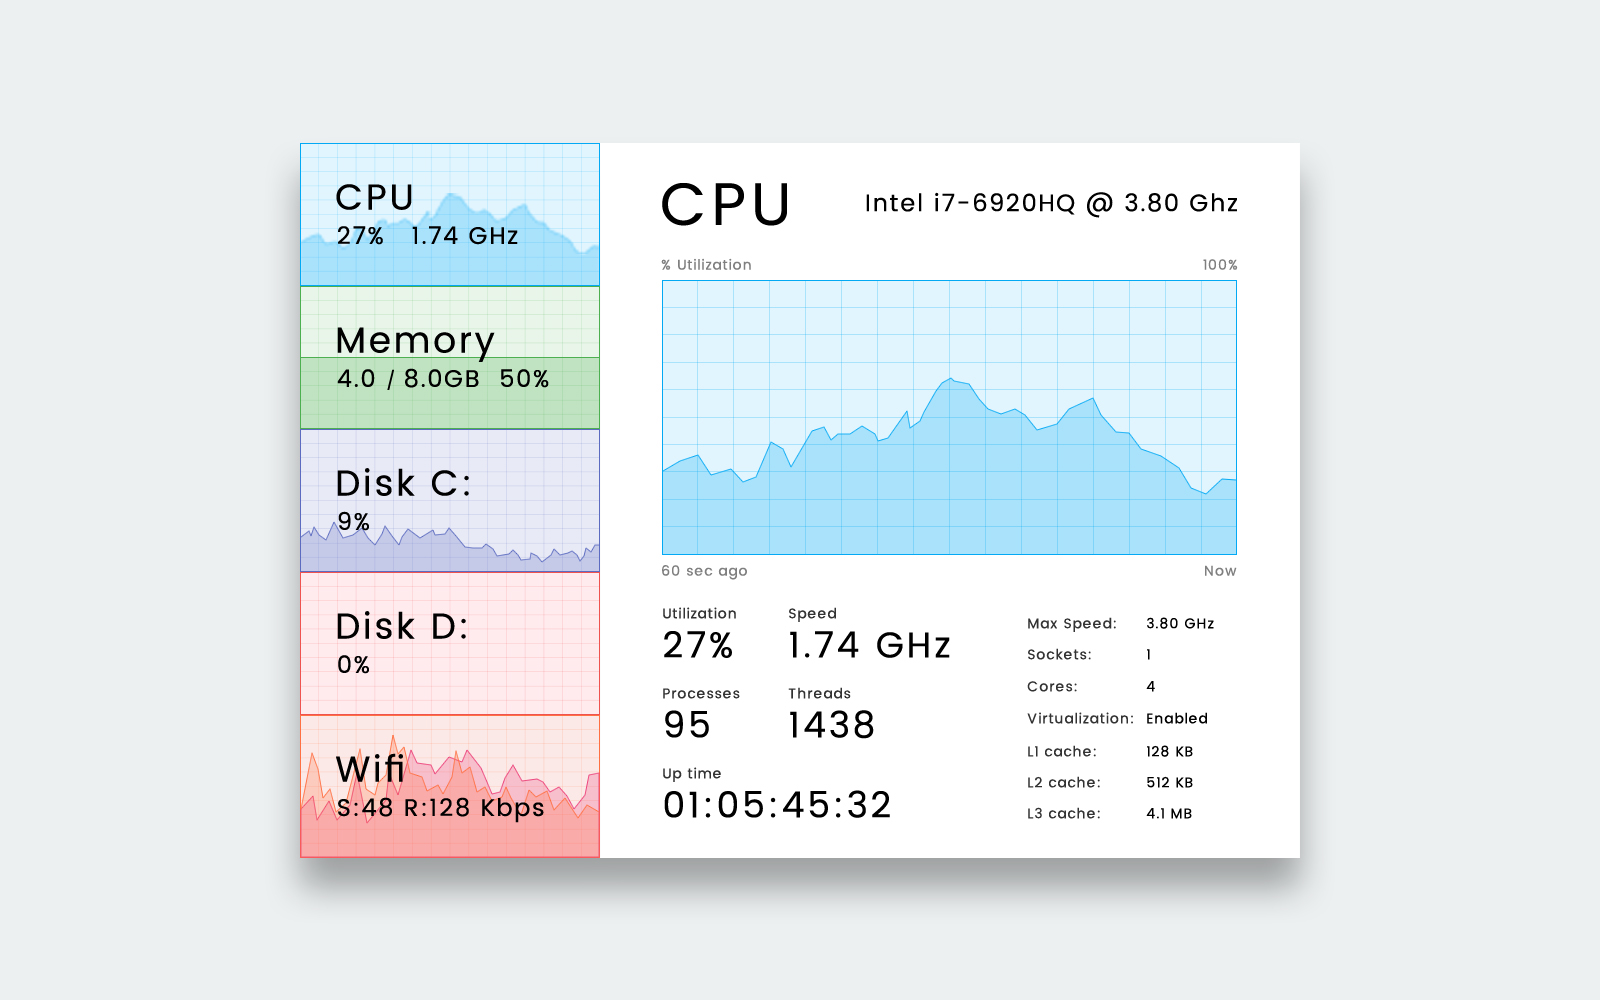 CPU
27% 1.74 GHz
Memory
4.0 / 8.0GB 50%
Disk C:
9%
Disk D:
0%
Wifi
S:48 R:128 Kbps
CPU
Intel i7-6920HQ @ 3.80 Ghz
% Utilization 100%
60 sec ago Now
Utilization Speed
27% 1.74 GHz
Processes Threads
95 1438
Up time
01:05:45:32
Max Speed: 3.80 GHz
Sockets: 1
Cores: 4
Virtualization: Enabled
L1 cache: 128 KB
L2 cache: 512 KB
L3 cache: 4.1 MB